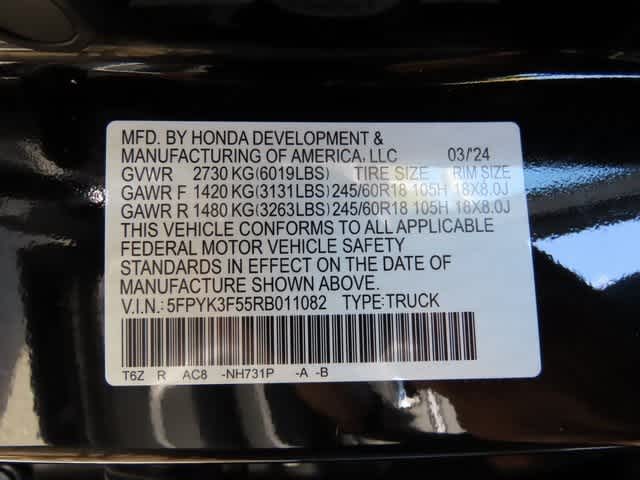 MFD. BY HONDA DEVELOPMENT &
MANUFACTURING OF AMERICA, LLC 03/'24
GVWR 2730 KG(6019LBS) TIRE SIZE RIM SIZE
GAWR F 1420 KG(3131LBS) 245/60R18 105H 18X8.0J
GAWR R 1480 KG(3263LBS) 245/60R18 105H 18X8.0J
THIS VEHICLE CONFORMS TO ALL APPLICABLE
FEDERAL MOTOR VEHICLE SAFETY
STANDARDS IN EFFECT ON THE DATE OF
MANUFACTURE SHOWN ABOVE.
V.I.N.: 5FPYK3F55RB011082 TYPE:TRUCK
T6Z R AC8 -NH731P -A -B